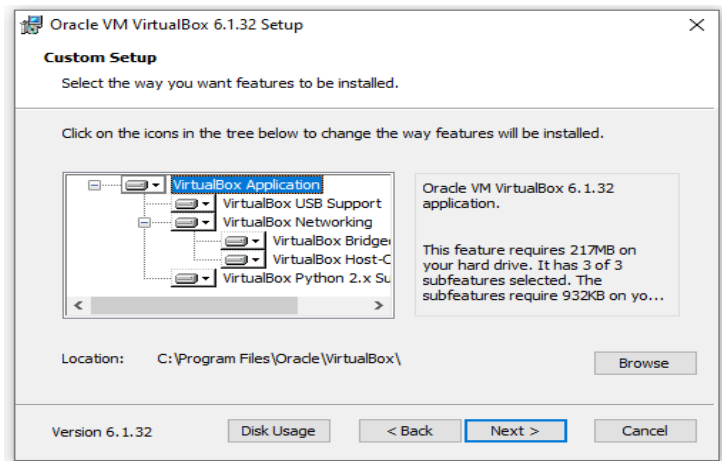 Oracle VM VirtualBox 6.1.32 Setup
Custom Setup
Select the way you want features to be installed.
Click on the icons in the tree below to change the way features will be installed.
VirtualBox Application
VirtualBox USB Support
VirtualBox Networking
VirtualBox Bridge
VirtualBox Host-C
VirtualBox Python 2.x Su
Oracle VM VirtualBox 6.1.32
application.
This feature requires 217MB on
your hard drive. It has 3 of 3
subfeatures selected. The
subfeatures require 932KB on yo...
Location: C:\Program Files\Oracle\VirtualBox\
Browse
Version 6.1.32 Disk Usage < Back Next > Cancel